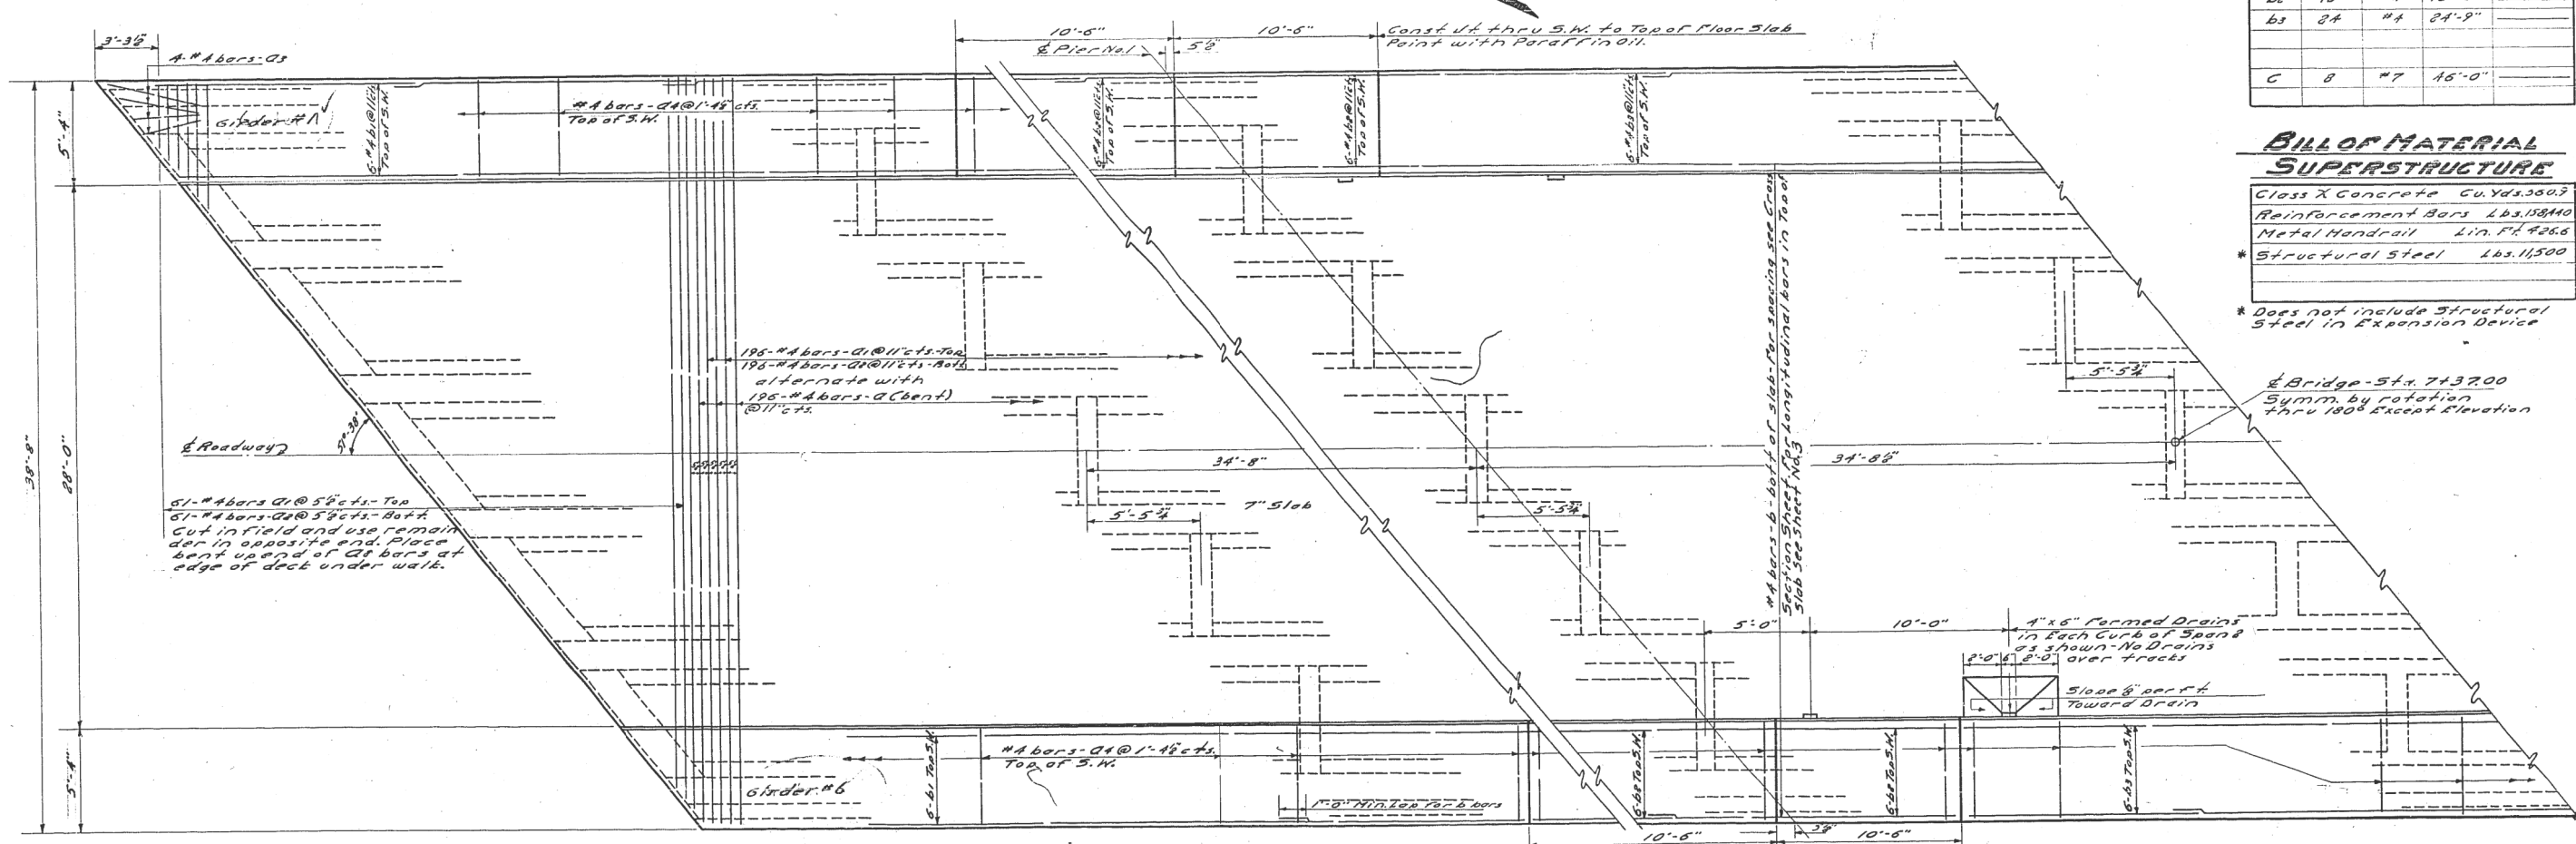 3'-3½"
4-#4 bars-a3
10'-6"
10'-6"
℄ Pier No.1
5½"
Const. Jt. thru S.W. to Top of Floor Slab
Paint with Paraffin Oil.
b3 24 #4 24'-9"
C 8 #7 46'-0"
5'-4"
Girder #1
6-#4 b1@11"cts.
Top of S.W.
#4 bars-a4@1'-4½"cts.
Top of S.W.
6-#4 b2@11"cts.
Top of S.W.
6-#4 b2@11"cts.
Top of S.W.
6-#4 b3@11"cts.
Top of S.W.
BILL OF MATERIAL
SUPERSTRUCTURE
Class X Concrete Cu.Yds.360.9
Reinforcement Bars Lbs.158,440
Metal Handrail Lin. Ft. 426.6
* Structural Steel Lbs.11,500
* Does not include Structural
Steel in Expansion Device
196-#4 bars-a1@11"cts.-Top
196-#4 bars-a2@11"cts.-Bott.
alternate with
196-#4 bars-a(bent)
@11"cts.
#4 bars-b-bott. of slab-For spacing see Cross
Section Sheet. For Longitudinal bars in Top of
Slab see Sheet No.3
5'-5¾"
℄ Bridge-Sta. 7+37.00
Symm. by rotation
thru 180° Except Elevation
38'-8"
28'-0"
℄ Roadway
51°-38'
34'-8"
34'-8½"
61-#4 bars a1@5½"cts.-Top
61-#4 bars-a2@5½"cts.-Bott.
Cut in field and use remain
der in opposite end. Place
bent up end of a2 bars at
edge of deck under walk.
7" Slab
5'-5¾"
5'-5¾"
5'-0"
10'-0"
4"x6" Formed Drains
in Each Curb of Span 2
as shown-No Drains
over tracks
2'-0" 6" 2'-0"
Slope ⅛" per ft.
Toward Drain
5'-4"
Girder #6
6-b1 Top S.W.
#4 bars-a4@1'-4½"cts.
Top of S.W.
1'-0" Min. Lap for b bars
6-b2 Top S.W.
6-b2 Top S.W.
6-b3 Top S.W.
10'-6"
5½"
10'-6"